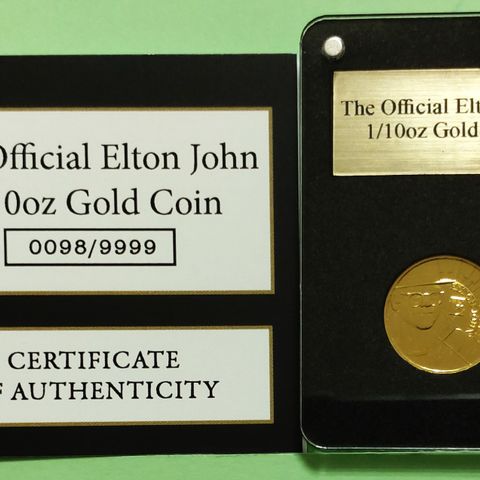 Official Elton John
0oz Gold Coin
0098/9999
CERTIFICATE
F AUTHENTICITY
The Official Elt
1/10oz Gold